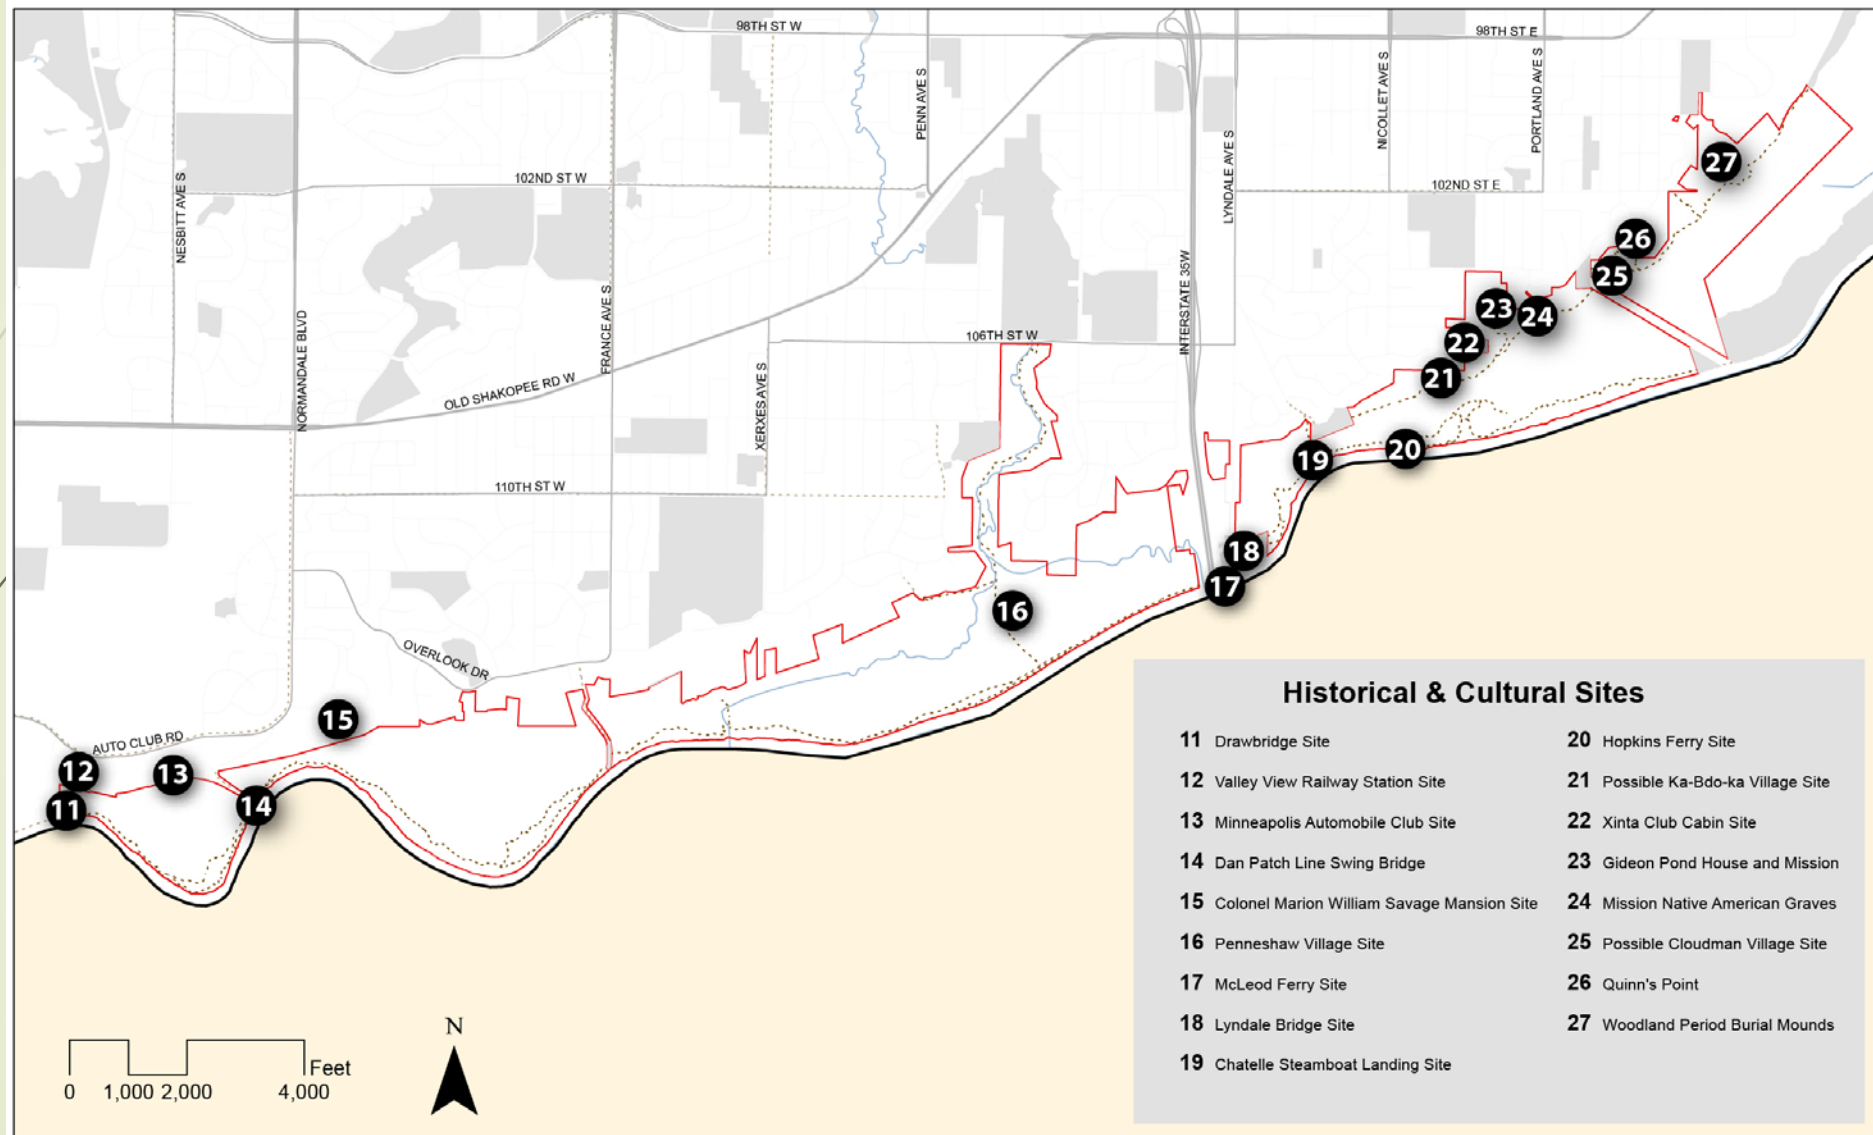 98TH ST W
98TH ST E
PENN AVE S
NICOLLET AVE S
PORTLAND AVE S
NESBITT AVE S
102ND ST W
LYNDALE AVE S
102ND ST E
27
26
25
INTERSTATE 35W
NORMANDALE BLVD
FRANCE AVE S
106TH ST W
23
24
22
21
OLD SHAKOPEE RD W
XERXES AVE S
20
19
110TH ST W
18
17
16
OVERLOOK DR
15
AUTO CLUB RD
12
13
11
14
Historical & Cultural Sites
11 Drawbridge Site
12 Valley View Railway Station Site
13 Minneapolis Automobile Club Site
14 Dan Patch Line Swing Bridge
15 Colonel Marion William Savage Mansion Site
16 Penneshaw Village Site
17 McLeod Ferry Site
18 Lyndale Bridge Site
19 Chatelle Steamboat Landing Site
20 Hopkins Ferry Site
21 Possible Ka-Bdo-ka Village Site
22 Xinta Club Cabin Site
23 Gideon Pond House and Mission
24 Mission Native American Graves
25 Possible Cloudman Village Site
26 Quinn's Point
27 Woodland Period Burial Mounds
N
Feet
0 1,000 2,000 4,000